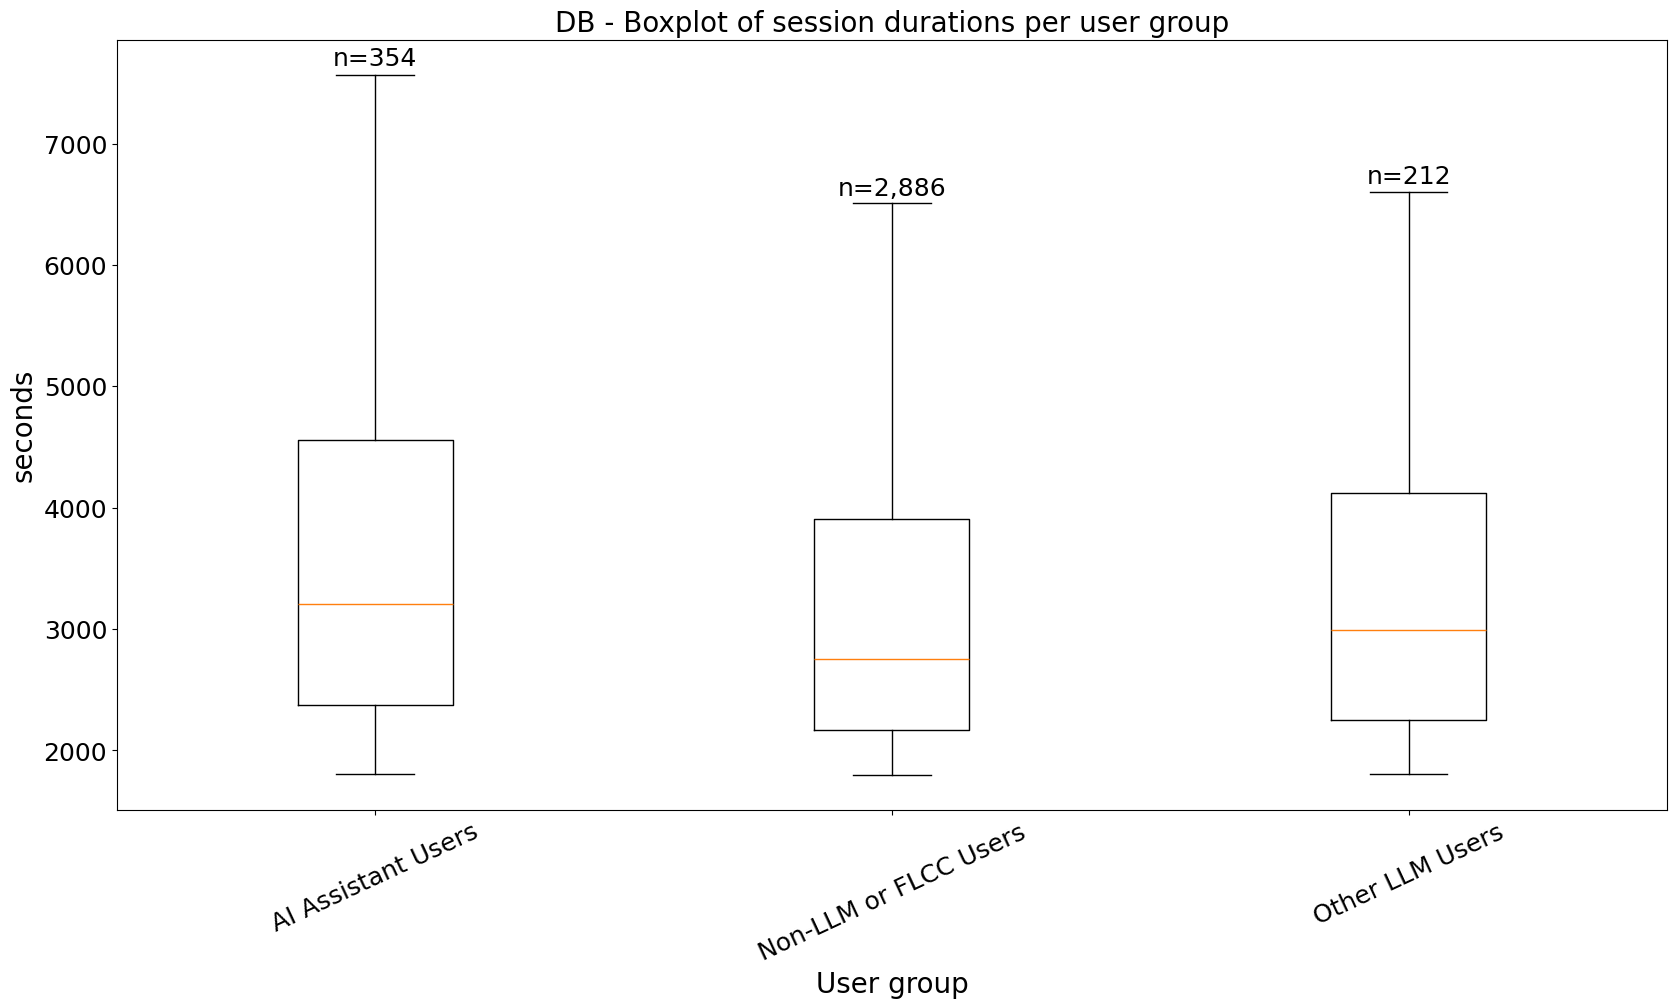 DB - Boxplot of session durations per user group
n=354
n=2,886
n=212
7000
6000
5000
4000
3000
2000
seconds
AI Assistant Users
Non-LLM or FLCC Users
Other LLM Users
User group